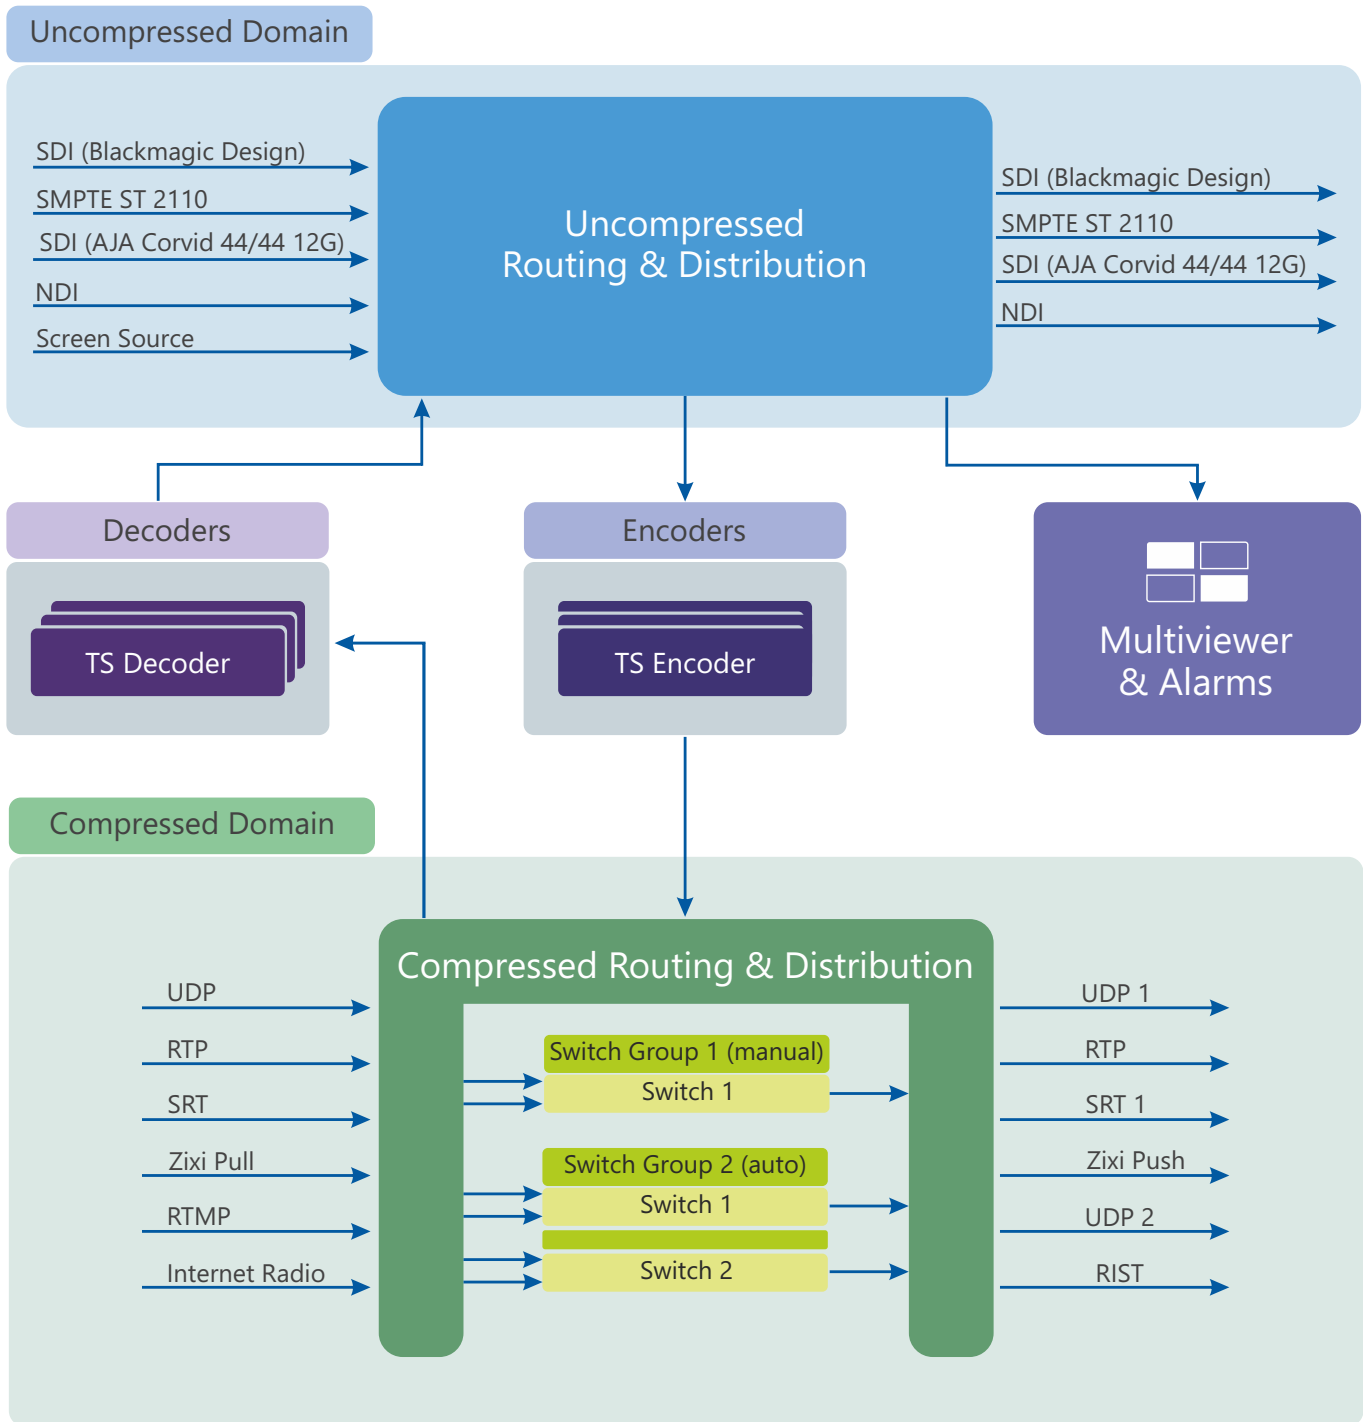 Uncompressed Domain
SDI (Blackmagic Design)
SMPTE ST 2110
SDI (AJA Corvid 44/44 12G)
NDI
Screen Source
Uncompressed
Routing & Distribution
SDI (Blackmagic Design)
SMPTE ST 2110
SDI (AJA Corvid 44/44 12G)
NDI
Decoders
TS Decoder
Encoders
TS Encoder
Multiviewer
& Alarms
Compressed Domain
Compressed Routing & Distribution
UDP
RTP
SRT
Zixi Pull
RTMP
Internet Radio
Switch Group 1 (manual)
Switch 1
Switch Group 2 (auto)
Switch 1
Switch 2
UDP 1
RTP
SRT 1
Zixi Push
UDP 2
RIST